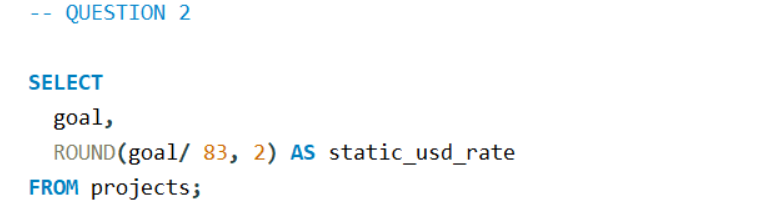 -- QUESTION 2
SELECT
goal,
ROUND(goal/ 83, 2) AS static_usd_rate
FROM projects;